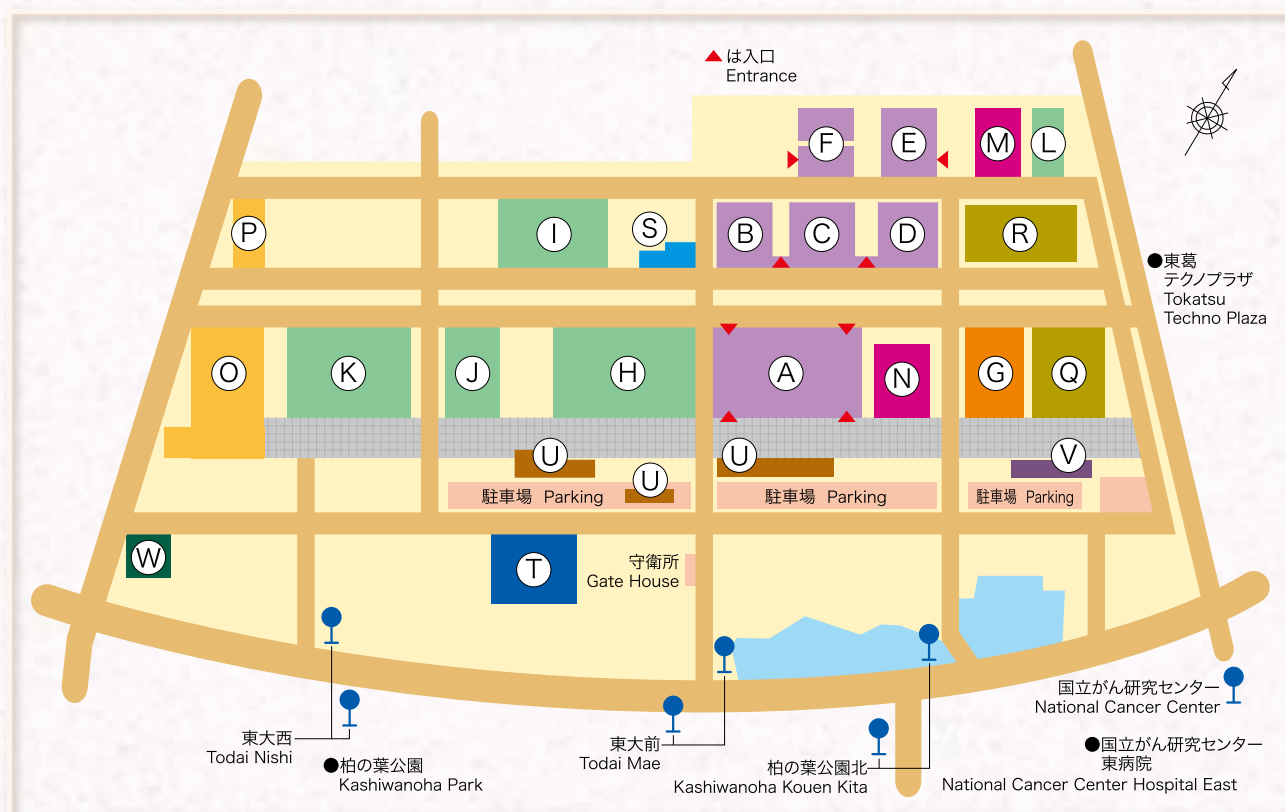 は入口
Entrance
F
E
M
L
P
I
S
B
C
D
R
東葛
テクノプラザ
Tokatsu
Techno Plaza
O
K
J
H
A
N
G
Q
U
U
V
U
駐車場 Parking
駐車場 Parking
駐車場 Parking
W
T
守衛所
Gate House
国立がん研究センター
National Cancer Center
東大西
Todai Nishi
柏の葉公園
Kashiwanoha Park
東大前
Todai Mae
柏の葉公園北
Kashiwanoha Kouen Kita
国立がん研究センター
東病院
National Cancer Center Hospital East